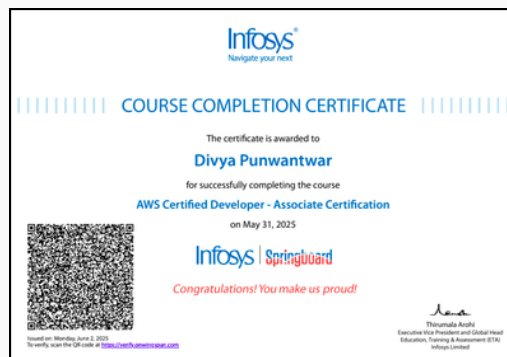 Infosys®
Navigate your next
COURSE COMPLETION CERTIFICATE
The certificate is awarded to
Divya Punwantwar
for successfully completing the course
AWS Certified Developer - Associate Certification
on May 31, 2025
Infosys | Springboard
Congratulations! You make us proud!
Thirumala Arohi
Executive Vice President and Global Head
Education, Training & Assessment (ETA)
Infosys Limited
Issued on: Monday, June 2, 2025
To verify, scan the QR code at https://verify.onwingspan.com